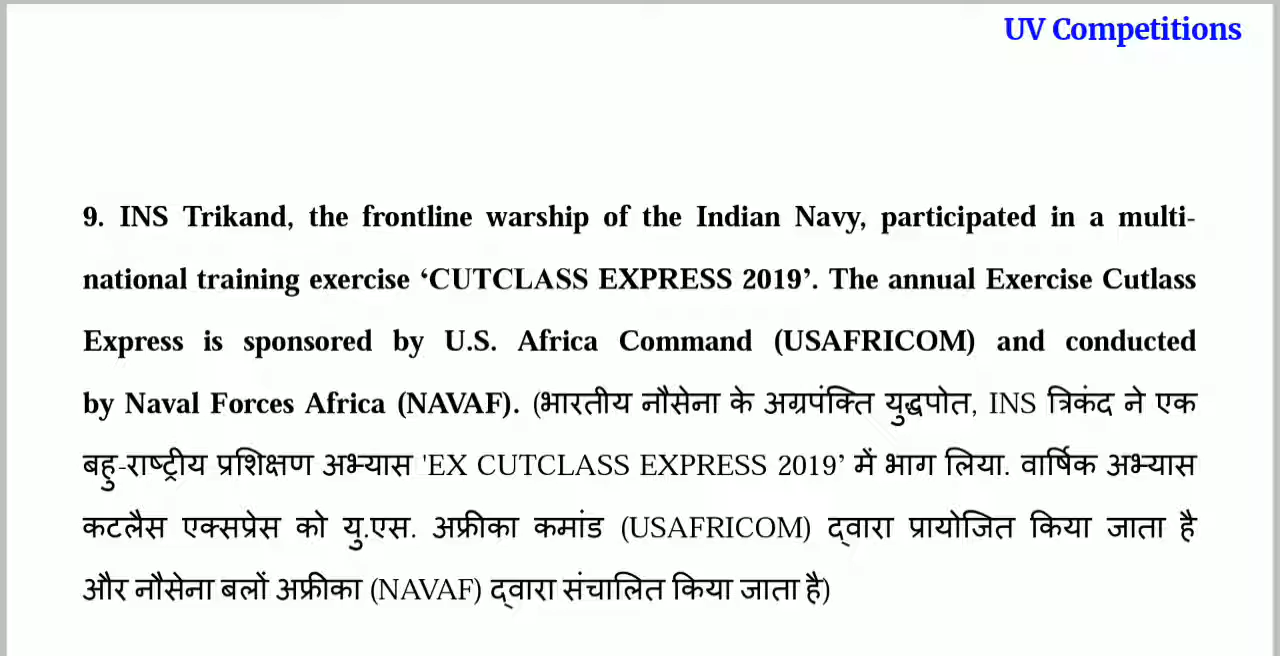 UV Competitions
9. INS Trikand, the frontline warship of the Indian Navy, participated in a multi-
national training exercise ‘CUTCLASS EXPRESS 2019’. The annual Exercise Cutlass
Express is sponsored by U.S. Africa Command (USAFRICOM) and conducted
by Naval Forces Africa (NAVAF). (भारतीय नौसेना के अग्रपंक्ति युद्धपोत, INS त्रिकंद ने एक
बहु-राष्ट्रीय प्रशिक्षण अभ्यास 'EX CUTCLASS EXPRESS 2019’ में भाग लिया. वार्षिक अभ्यास
कटलैस एक्सप्रेस को यु.एस. अफ्रीका कमांड (USAFRICOM) द्वारा प्रायोजित किया जाता है
और नौसेना बलों अफ्रीका (NAVAF) द्वारा संचालित किया जाता है)